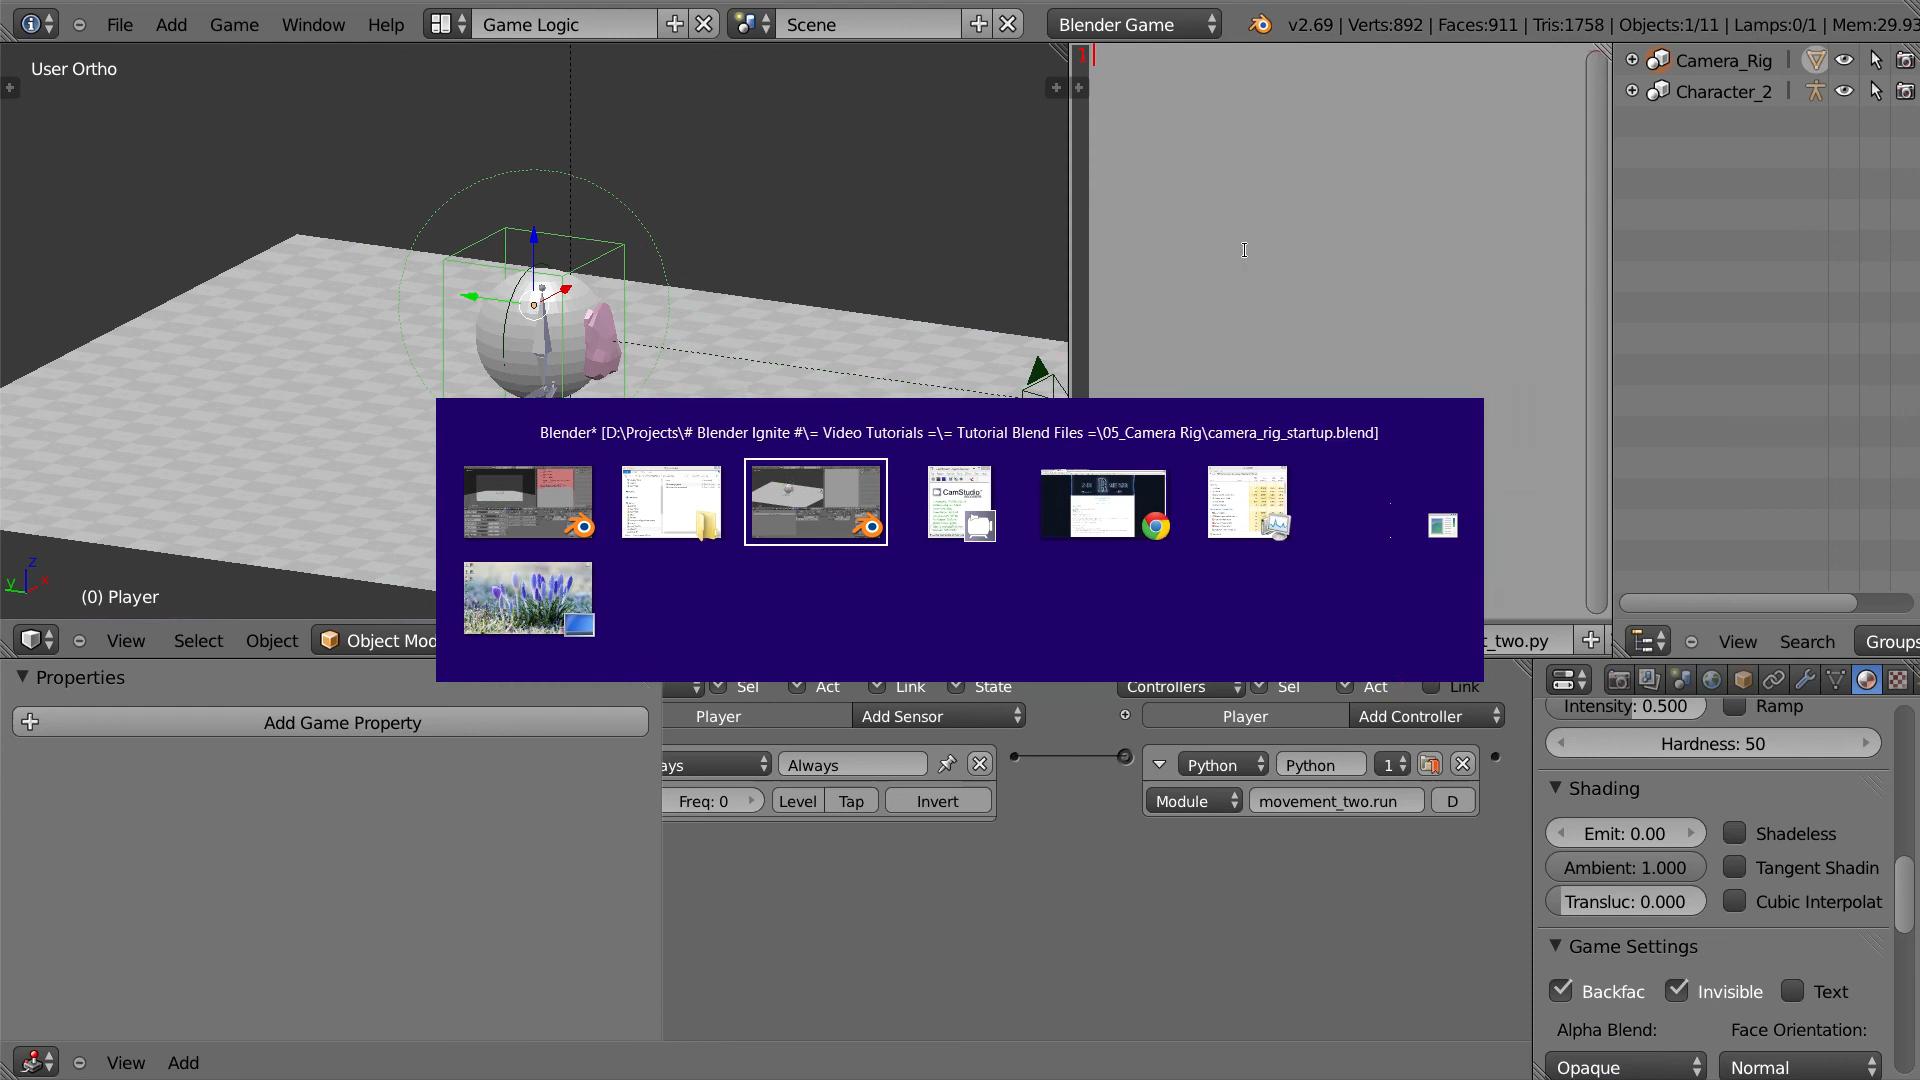 File Add Game Window Help Game Logic Scene Blender Game v2.69 | Verts:892 | Faces:911 | Tris:1758 | Objects:1/11 | Lamps:0/1 | Mem:29.93
User Ortho
1
Camera_Rig
Character_2
Blender* [D:\Projects\# Blender Ignite #\= Video Tutorials =\= Tutorial Blend Files =\05_Camera Rig\camera_rig_startup.blend]
CamStudio
z
y x
(0) Player
View Select Object Object Mod t_two.py View Search Groups
Properties
Sel Act Link State Controllers Sel Act Link
Add Game Property Player Add Sensor Player Add Controller
Intensity: 0.500 Ramp
Hardness: 50
ays Always Python Python 1
Freq: 0 Level Tap Invert Module movement_two.run D
Shading
Emit: 0.00 Shadeless
Ambient: 1.000 Tangent Shadin
Transluc: 0.000 Cubic Interpolat
Game Settings
Backfac Invisible Text
Alpha Blend: Face Orientation:
Opaque Normal
View Add